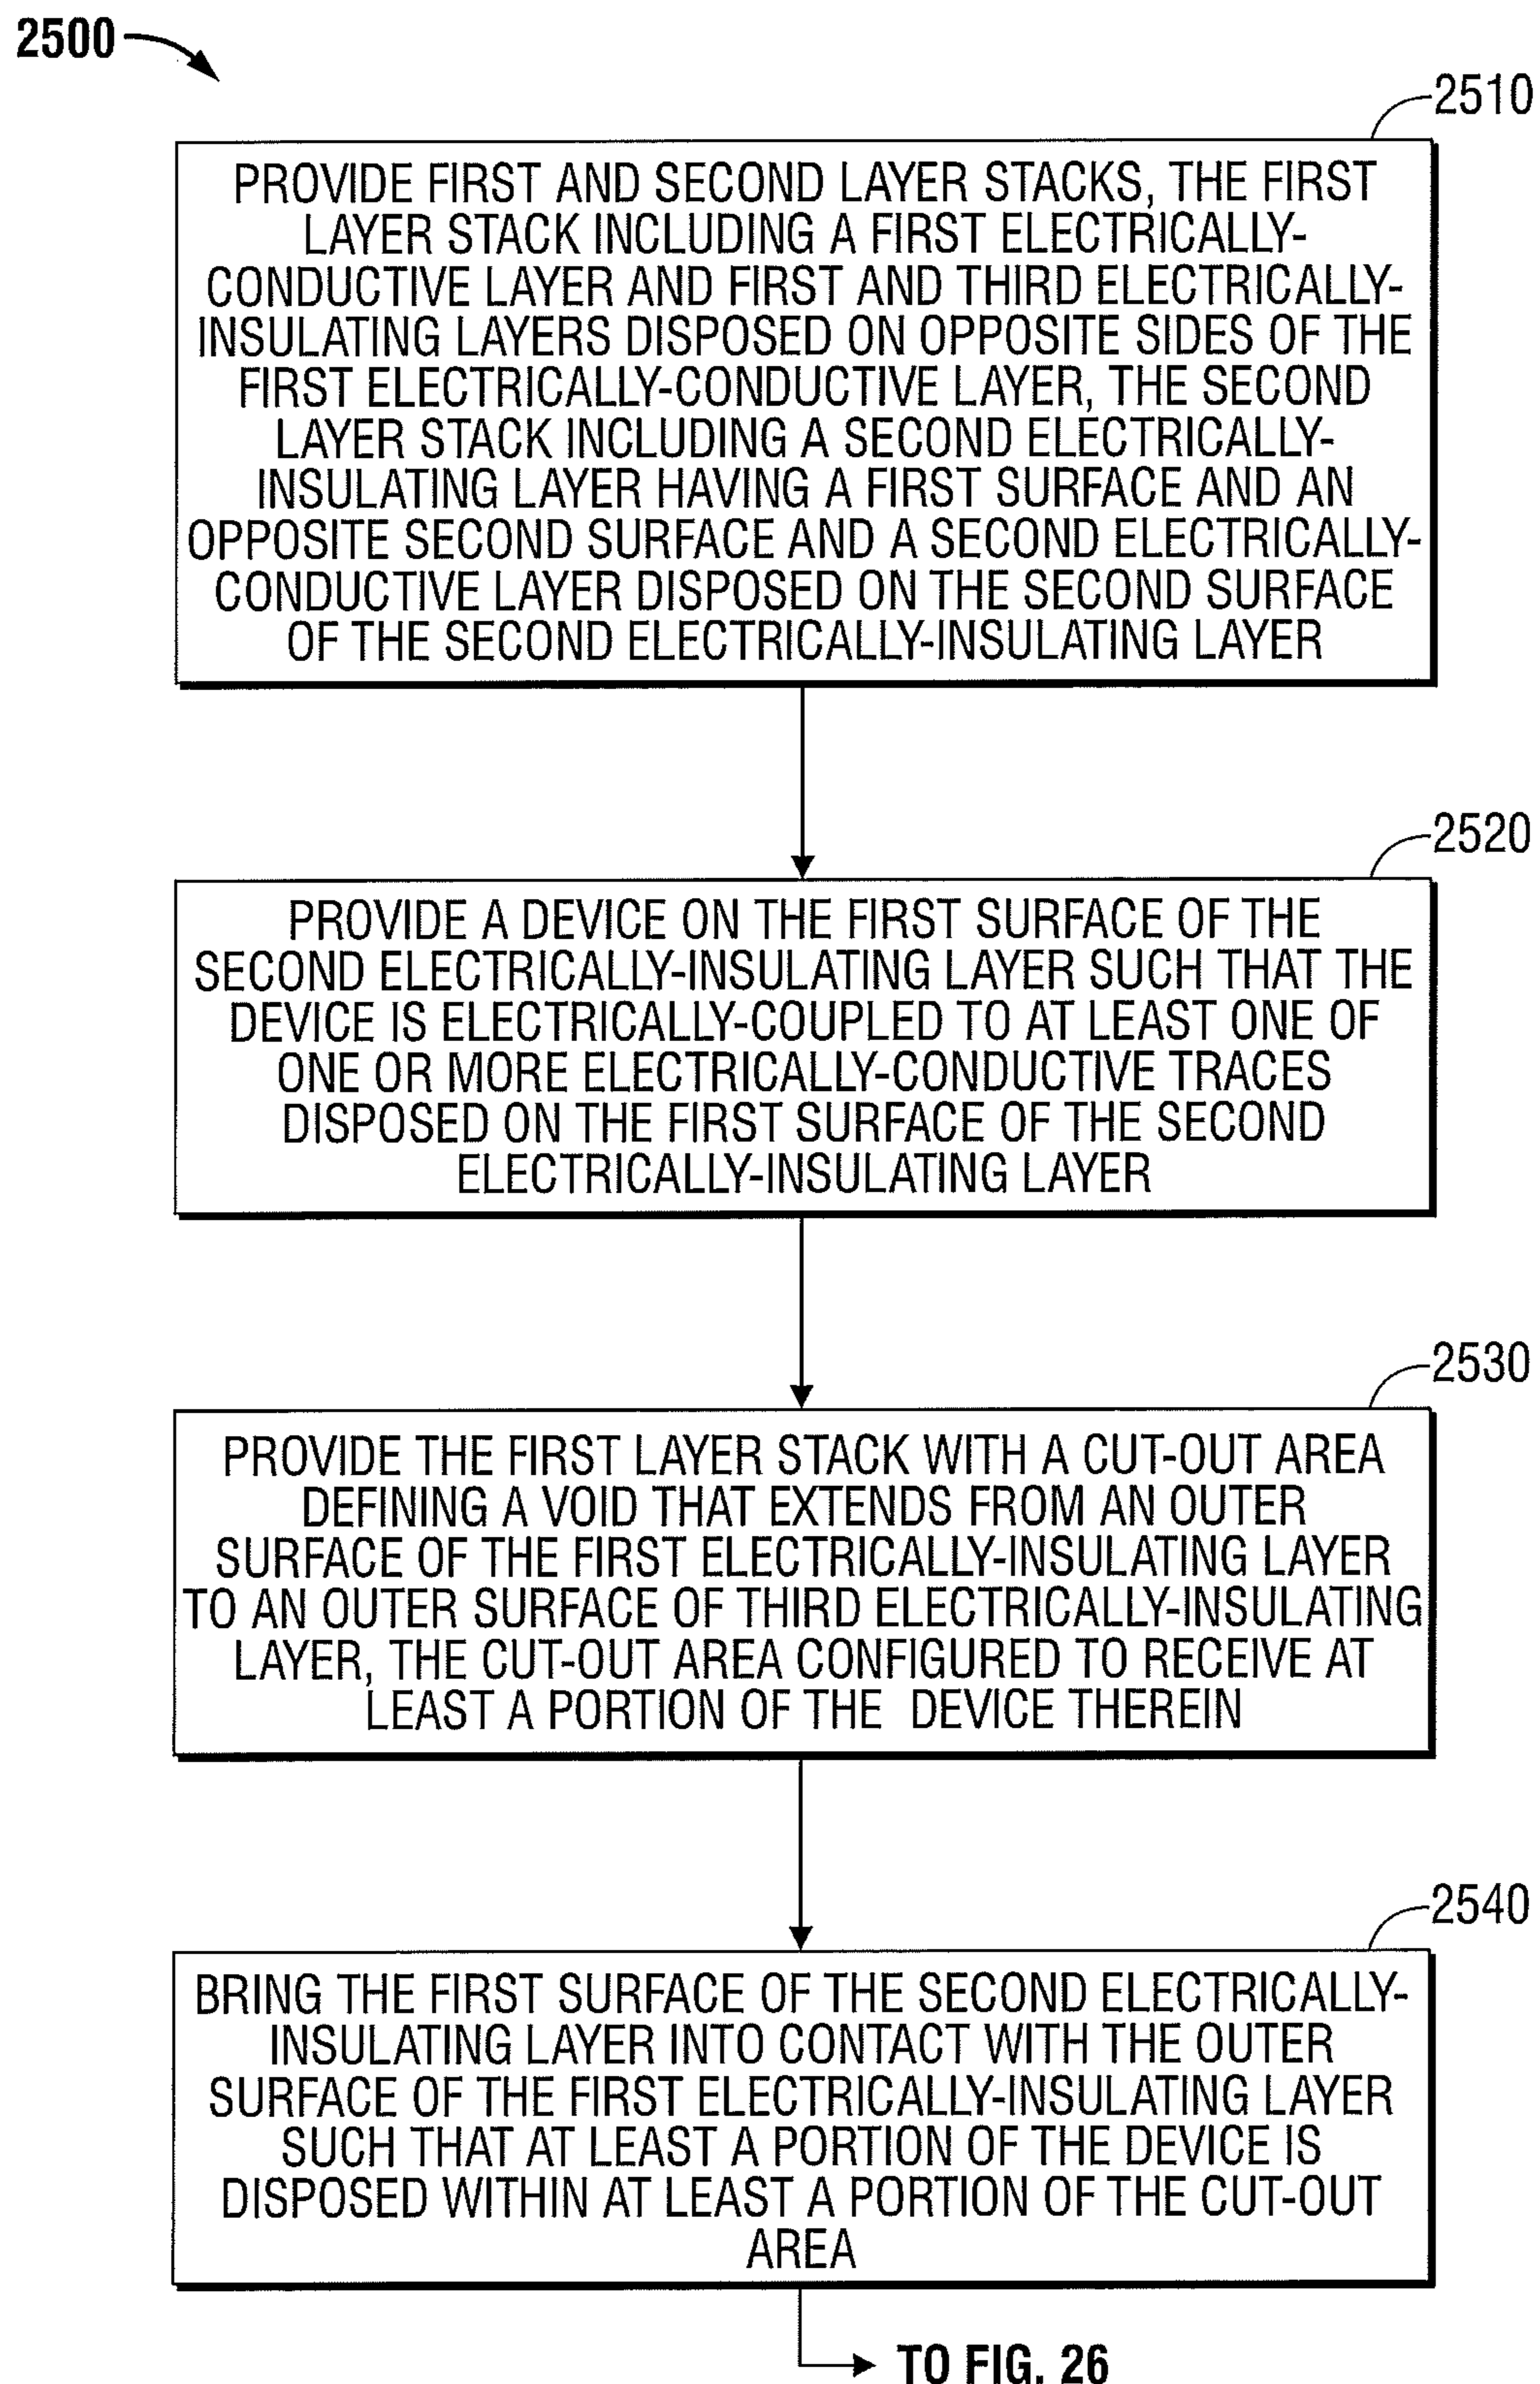 2500
2510
PROVIDE FIRST AND SECOND LAYER STACKS, THE FIRST
LAYER STACK INCLUDING A FIRST ELECTRICALLY-
CONDUCTIVE LAYER AND FIRST AND THIRD ELECTRICALLY-
INSULATING LAYERS DISPOSED ON OPPOSITE SIDES OF THE
FIRST ELECTRICALLY-CONDUCTIVE LAYER, THE SECOND
LAYER STACK INCLUDING A SECOND ELECTRICALLY-
INSULATING LAYER HAVING A FIRST SURFACE AND AN
OPPOSITE SECOND SURFACE AND A SECOND ELECTRICALLY-
CONDUCTIVE LAYER DISPOSED ON THE SECOND SURFACE
OF THE SECOND ELECTRICALLY-INSULATING LAYER
2520
PROVIDE A DEVICE ON THE FIRST SURFACE OF THE
SECOND ELECTRICALLY-INSULATING LAYER SUCH THAT THE
DEVICE IS ELECTRICALLY-COUPLED TO AT LEAST ONE OF
ONE OR MORE ELECTRICALLY-CONDUCTIVE TRACES
DISPOSED ON THE FIRST SURFACE OF THE SECOND
ELECTRICALLY-INSULATING LAYER
2530
PROVIDE THE FIRST LAYER STACK WITH A CUT-OUT AREA
DEFINING A VOID THAT EXTENDS FROM AN OUTER
SURFACE OF THE FIRST ELECTRICALLY-INSULATING LAYER
TO AN OUTER SURFACE OF THIRD ELECTRICALLY-INSULATING
LAYER, THE CUT-OUT AREA CONFIGURED TO RECEIVE AT
LEAST A PORTION OF THE DEVICE THEREIN
2540
BRING THE FIRST SURFACE OF THE SECOND ELECTRICALLY-
INSULATING LAYER INTO CONTACT WITH THE OUTER
SURFACE OF THE FIRST ELECTRICALLY-INSULATING LAYER
SUCH THAT AT LEAST A PORTION OF THE DEVICE IS
DISPOSED WITHIN AT LEAST A PORTION OF THE CUT-OUT
AREA
TO FIG. 26